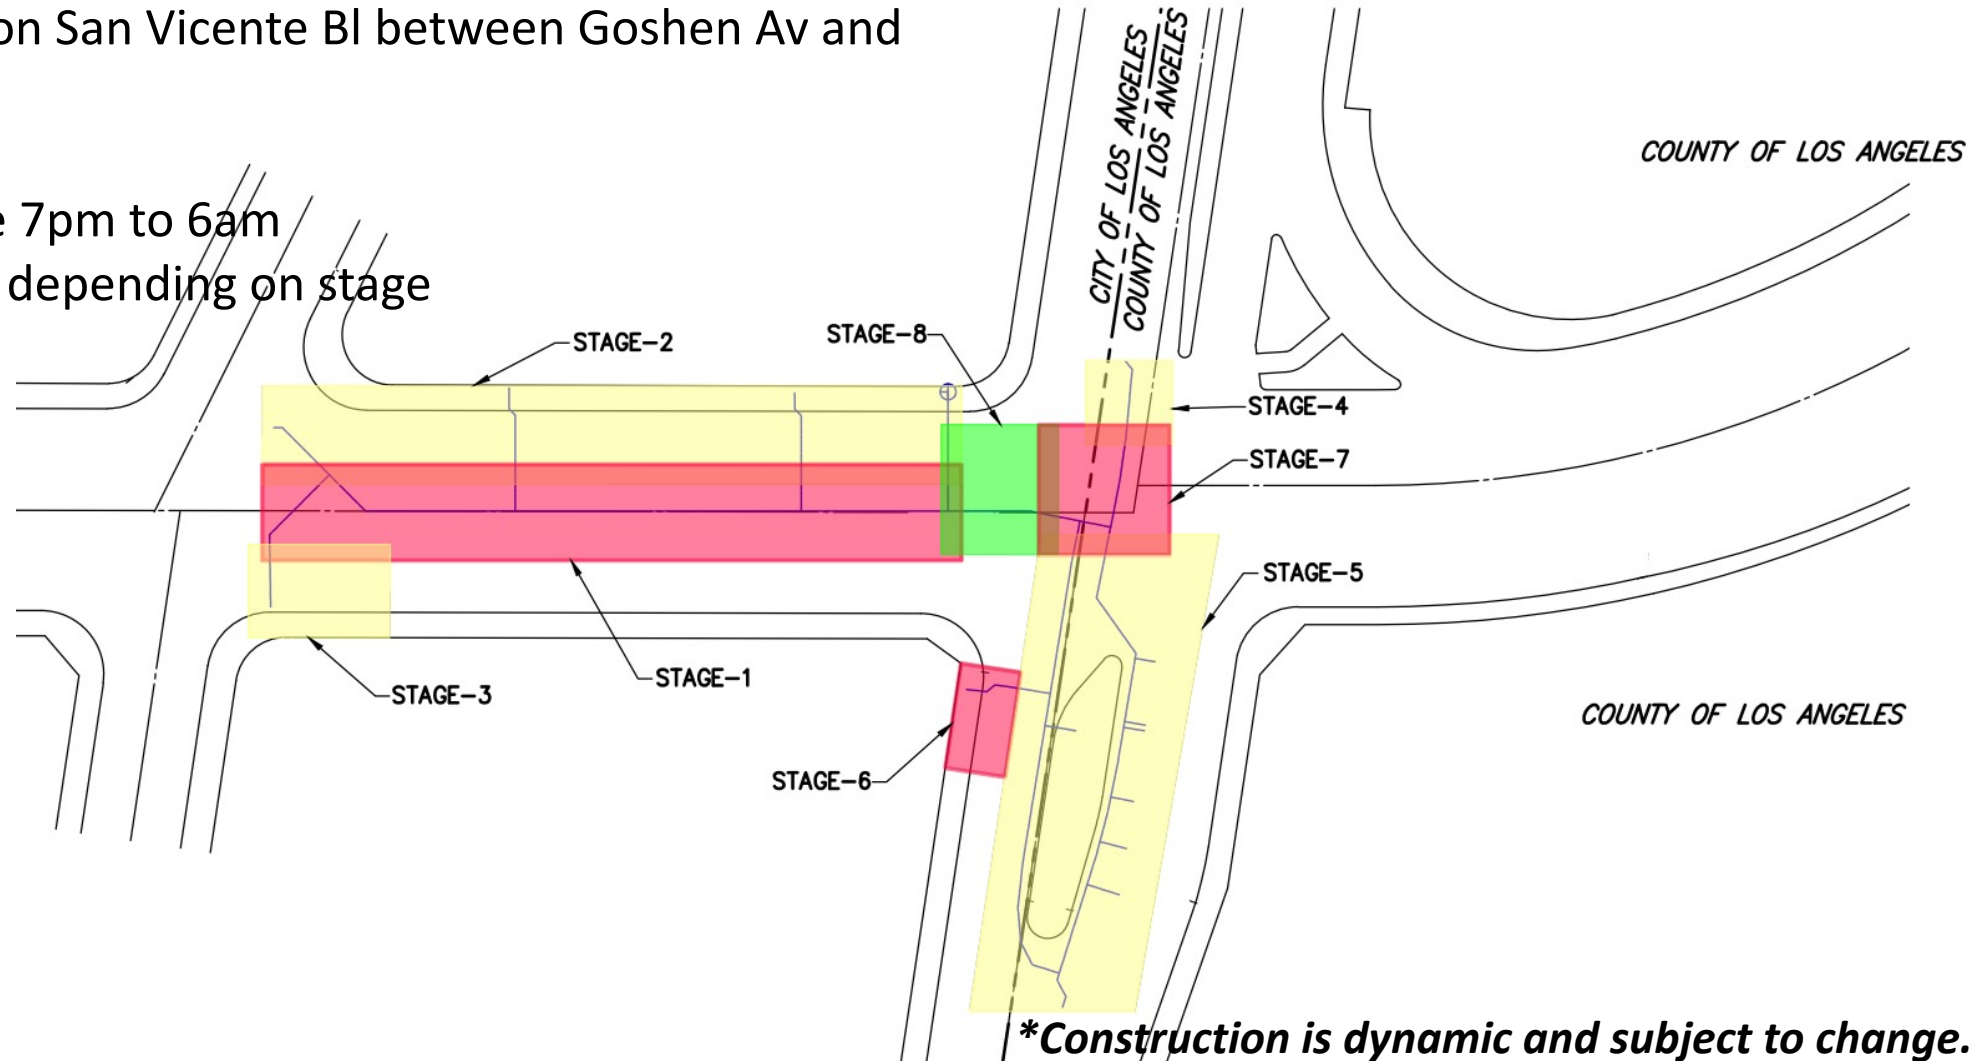 on San Vicente Bl between Goshen Av and
CITY OF LOS ANGELES
COUNTY OF LOS ANGELES
COUNTY OF LOS ANGELES
7pm to 6am
depending on stage
STAGE-2
STAGE-8
STAGE-4
STAGE-7
STAGE-5
STAGE-1
STAGE-3
COUNTY OF LOS ANGELES
STAGE-6
*Construction is dynamic and subject to change.